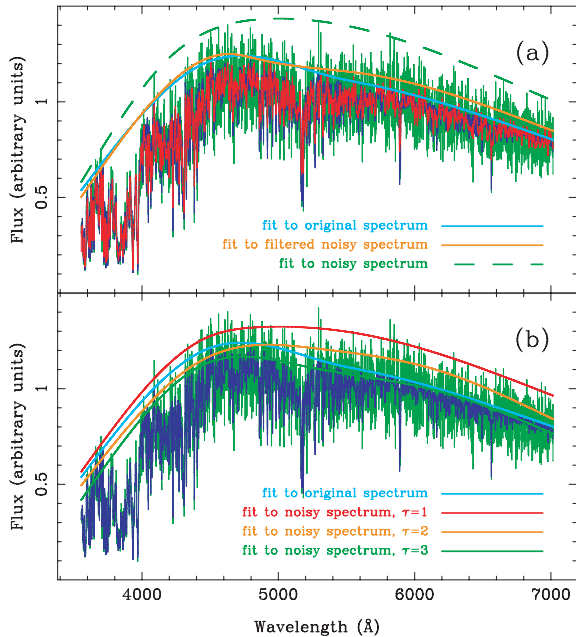 (a)
Flux (arbitrary units)
1
0.5
fit to original spectrum
fit to filtered noisy spectrum
fit to noisy spectrum
(b)
Flux (arbitrary units)
1
0.5
fit to original spectrum
fit to noisy spectrum, τ=1
fit to noisy spectrum, τ=2
fit to noisy spectrum, τ=3
4000 5000 6000 7000
Wavelength (Å)